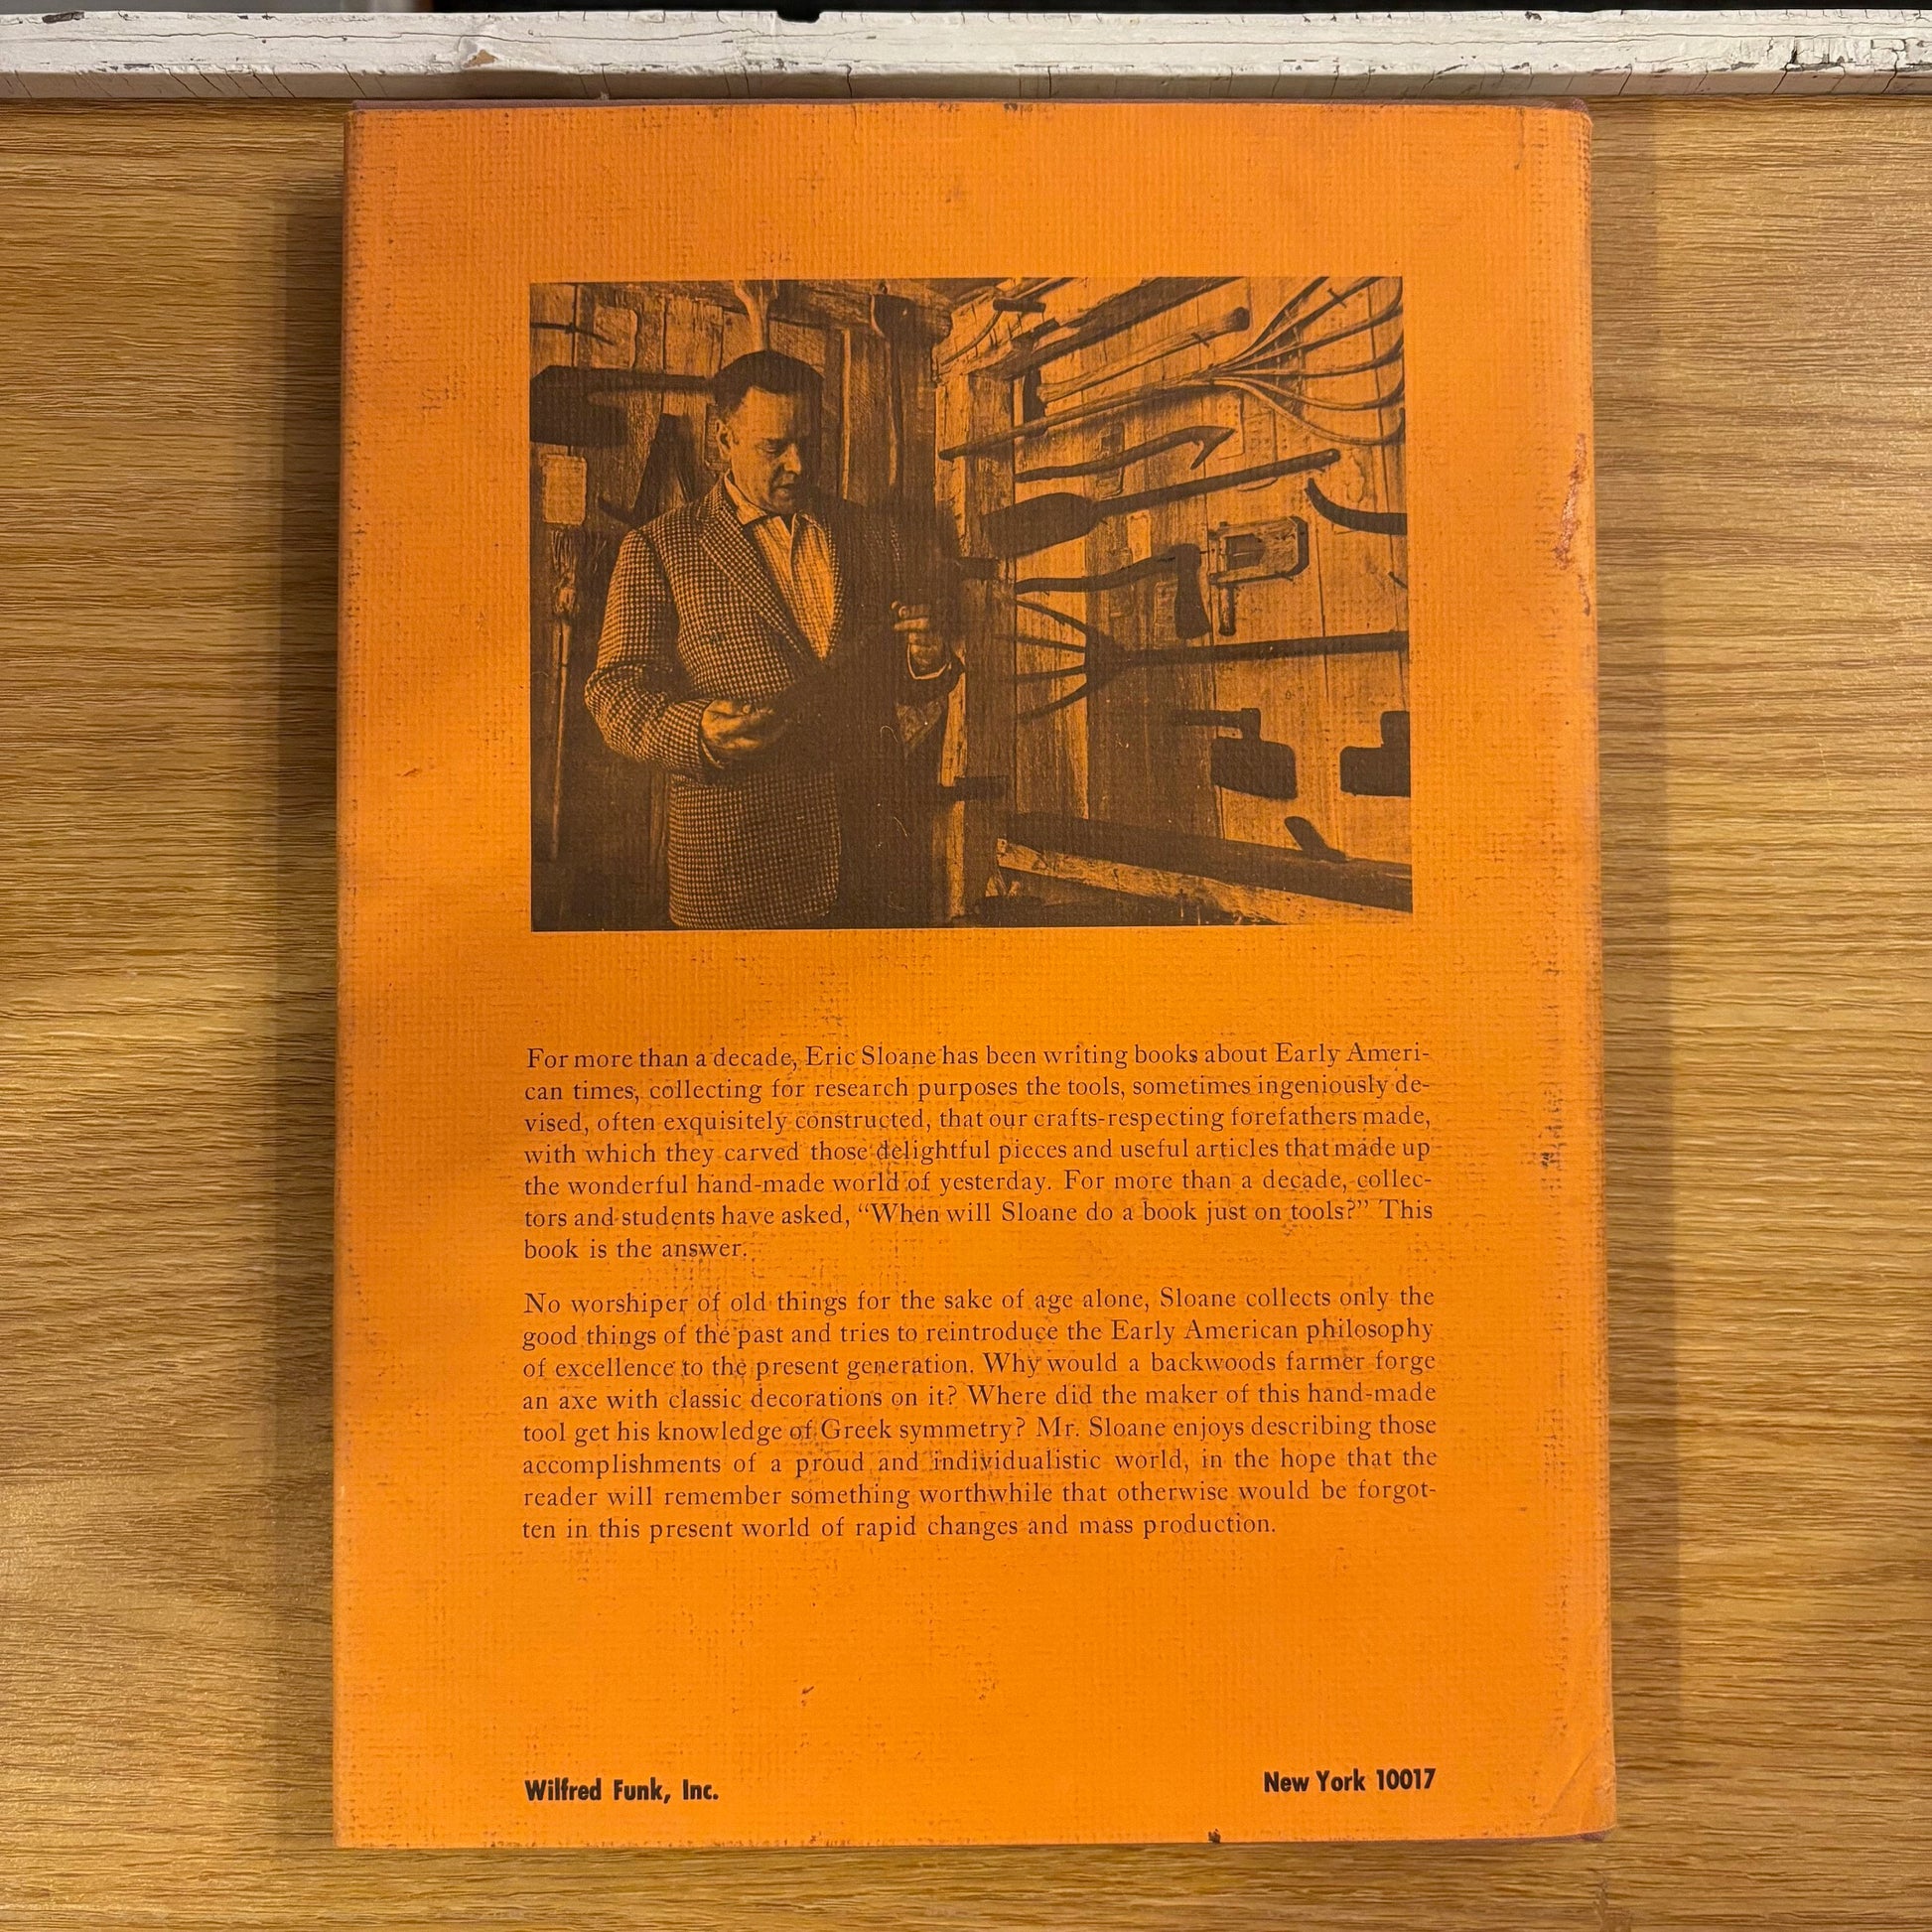 For more than a decade, Eric Sloane has been writing books about Early Ameri-
can times, collecting for research purposes the tools, sometimes ingeniously de-
vised, often exquisitely constructed, that our crafts-respecting forefathers made,
with which they carved those delightful pieces and useful articles that made up
the wonderful hand-made world of yesterday. For more than a decade, collec-
tors and students have asked, “When will Sloane do a book just on tools?” This
book is the answer.
No worshiper of old things for the sake of age alone, Sloane collects only the
good things of the past and tries to reintroduce the Early American philosophy
of excellence to the present generation. Why would a backwoods farmer forge
an axe with classic decorations on it? Where did the maker of this hand-made
tool get his knowledge of Greek symmetry? Mr. Sloane enjoys describing those
accomplishments of a proud and individualistic world, in the hope that the
reader will remember something worthwhile that otherwise would be forgot-
ten in this present world of rapid changes and mass production.
Wilfred Funk, Inc. New York 10017